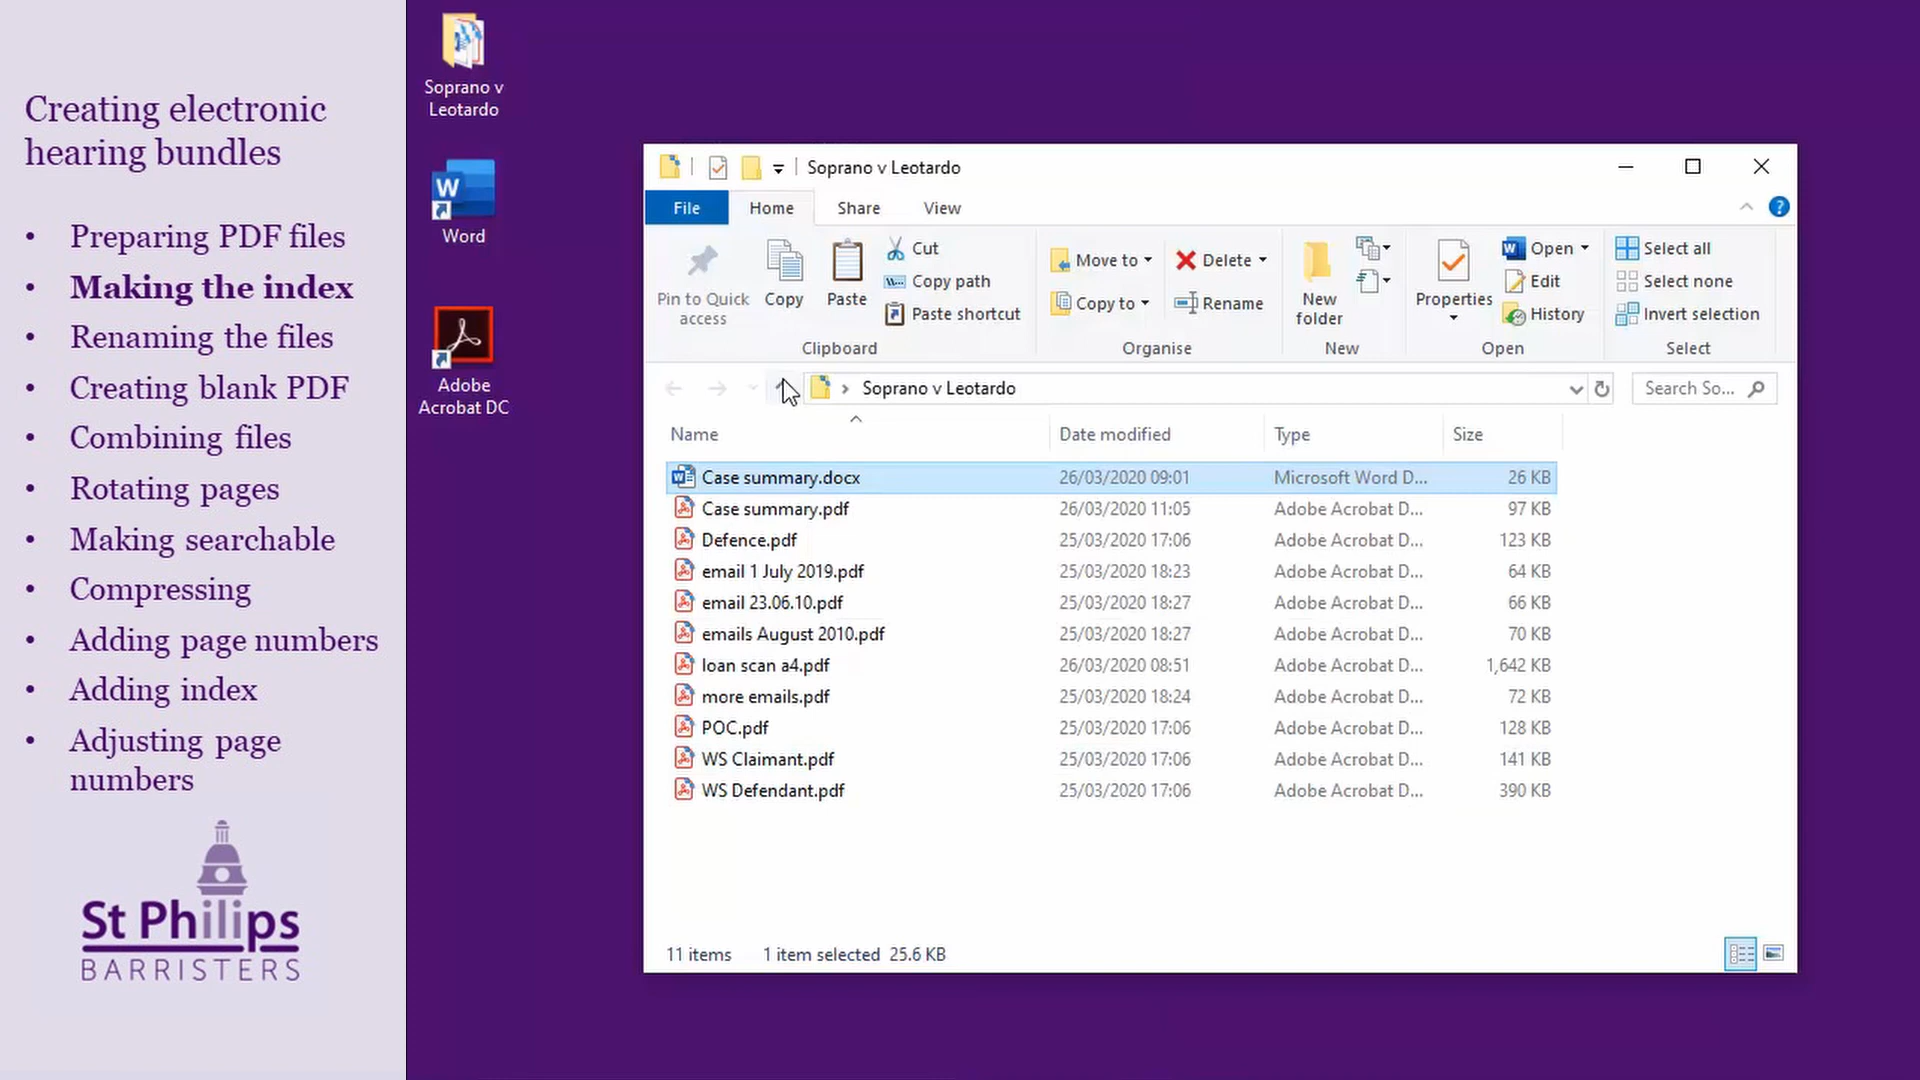 Creating electronic
hearing bundles
• Preparing PDF files
• Making the index
• Renaming the files
• Creating blank PDF
• Combining files
• Rotating pages
• Making searchable
• Compressing
• Adding page numbers
• Adding index
• Adjusting page
numbers
St Philips
BARRISTERS
Soprano v
Leotardo
Word
Adobe
Acrobat DC
Soprano v Leotardo
File Home Share View
Pin to Quick
access
Copy
Paste
Cut
Copy path
Paste shortcut
Clipboard
Move to
Copy to
Delete
Rename
Organise
New
folder
New
Properties
Open
Edit
History
Open
Select all
Select none
Invert selection
Select
Soprano v Leotardo
Search So...
Name Date modified Type Size
Case summary.docx 26/03/2020 09:01 Microsoft Word D... 26 KB
Case summary.pdf 26/03/2020 11:05 Adobe Acrobat D... 97 KB
Defence.pdf 25/03/2020 17:06 Adobe Acrobat D... 123 KB
email 1 July 2019.pdf 25/03/2020 18:23 Adobe Acrobat D... 64 KB
email 23.06.10.pdf 25/03/2020 18:27 Adobe Acrobat D... 66 KB
emails August 2010.pdf 25/03/2020 18:27 Adobe Acrobat D... 70 KB
loan scan a4.pdf 26/03/2020 08:51 Adobe Acrobat D... 1,642 KB
more emails.pdf 25/03/2020 18:24 Adobe Acrobat D... 72 KB
POC.pdf 25/03/2020 17:06 Adobe Acrobat D... 128 KB
WS Claimant.pdf 25/03/2020 17:06 Adobe Acrobat D... 141 KB
WS Defendant.pdf 25/03/2020 17:06 Adobe Acrobat D... 390 KB
11 items 1 item selected 25.6 KB